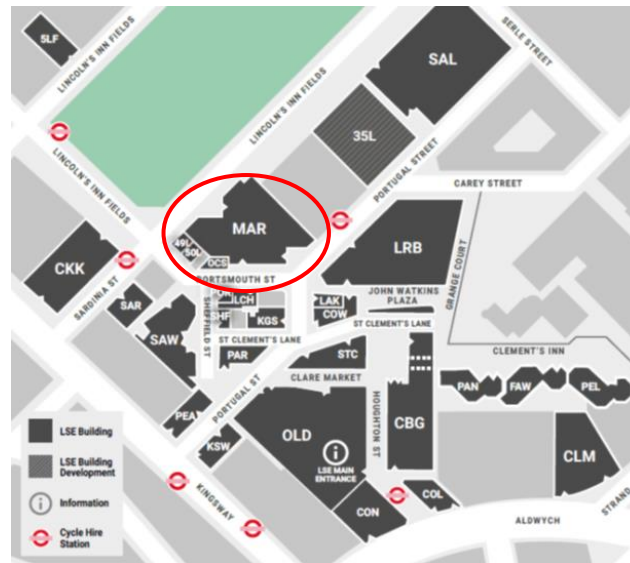 5LF
LINCOLN'S INN FIELDS
SERLE STREET
SAL
LINCOLN'S INN FIELDS
35L
LINCOLN'S INN FIELDS
PORTUGAL STREET
CAREY STREET
MAR
49L
50L
DCS
CKK
LRB
GRANGE COURT
PORTSMOUTH ST
SARDINIA ST
JOHN WATKINS
PLAZA
LCH
LAK
SAR
SHF
COW
SHEFFIELD ST
KGS
ST CLEMENT'S LANE
SAW
ST CLEMENT'S LANE
PAR
STC
CLEMENT'S INN
CLARE MARKET
PORTUGAL ST
PAN
FAW
PEL
PEA
HOUGHTON ST
CBG
OLD
KSW
LSE MAIN
ENTRANCE
CLM
KINGSWAY
COL
CON
STRAND
ALDWYCH
LSE Building
LSE Building
Development
Information
Cycle Hire
Station